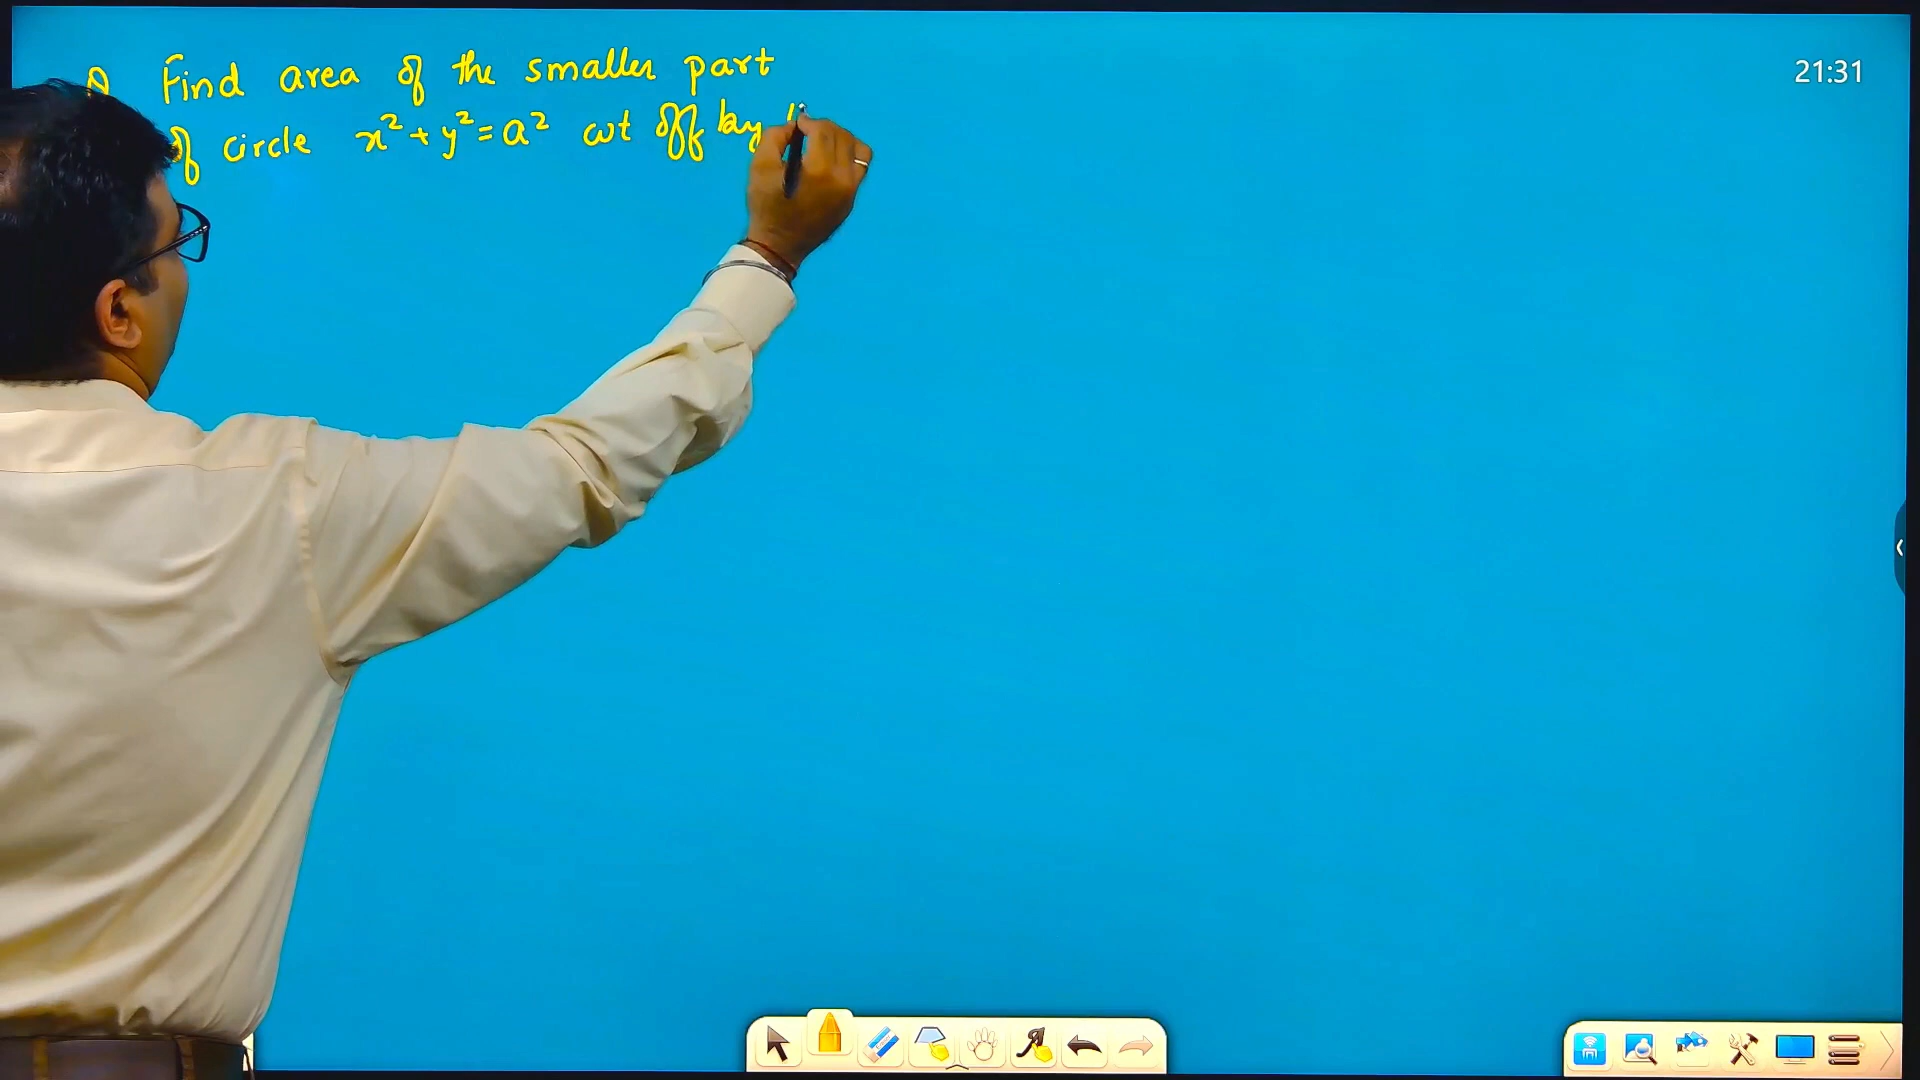 Q Find area of the smaller part
of circle x²+y²=a² cut off by
21:31